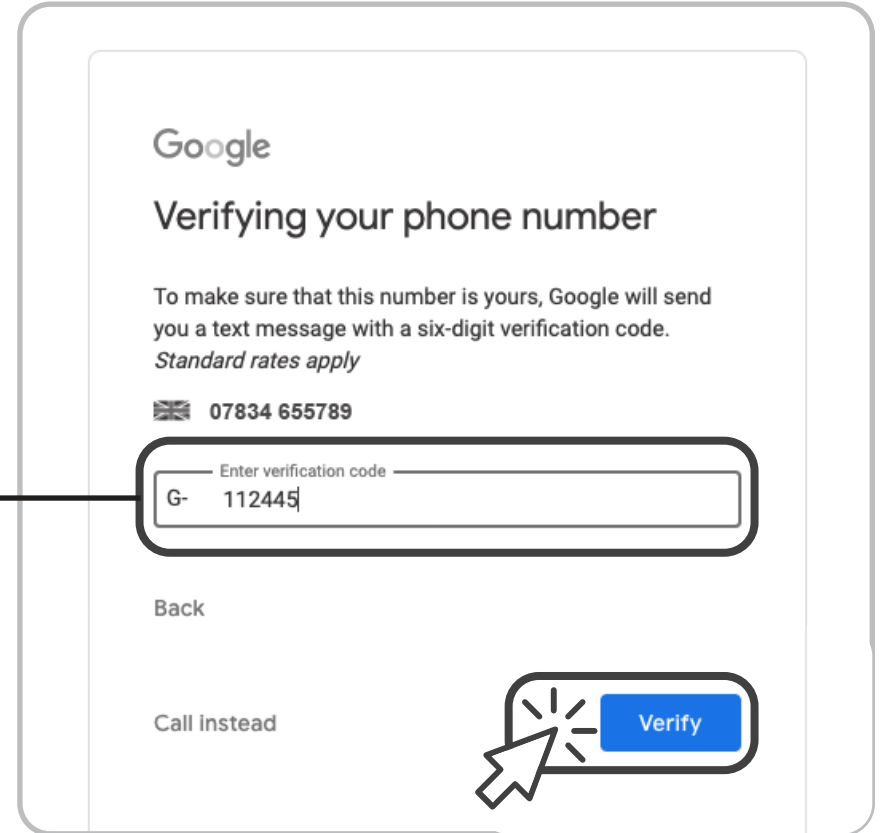 Google
Verifying your phone number
To make sure that this number is yours, Google will send
you a text message with a six-digit verification code.
Standard rates apply
07834 655789
Enter verification code
G- 112445
Back
Call instead
Verify